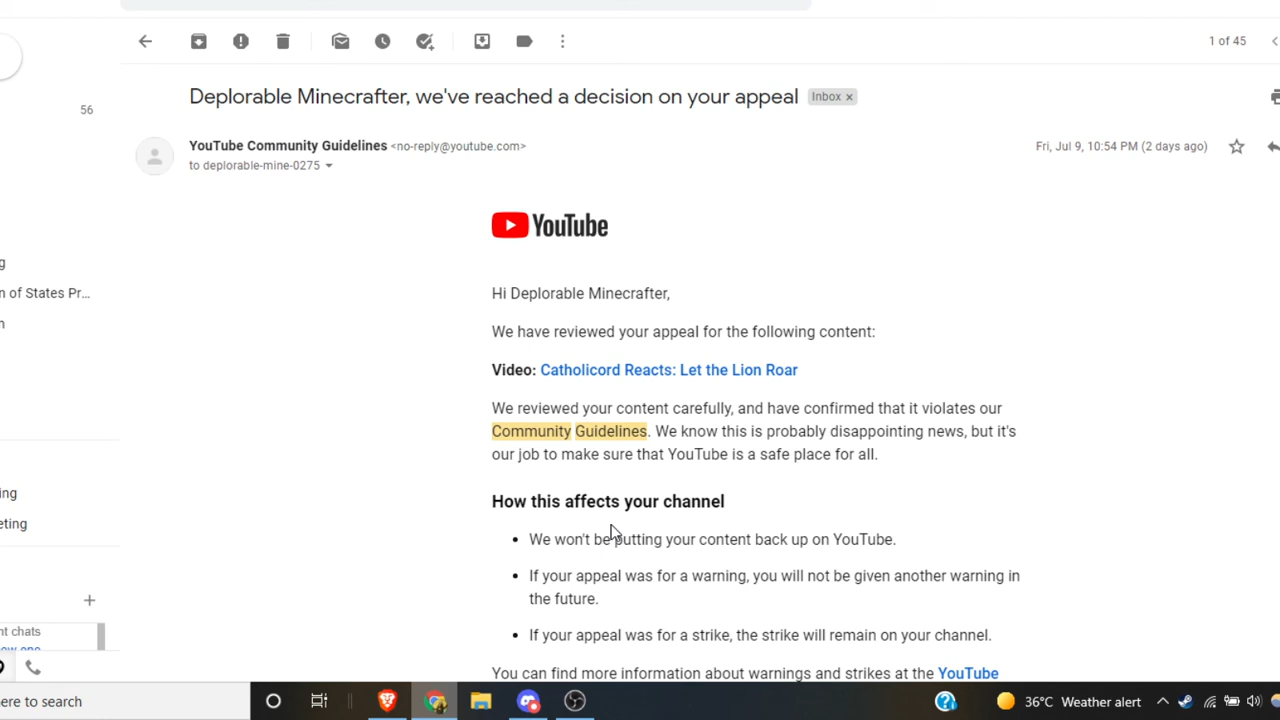 1 of 45
Deplorable Minecrafter, we've reached a decision on your appeal Inbox ×
56
YouTube Community Guidelines <no-reply@youtube.com>
Fri, Jul 9, 10:54 PM (2 days ago)
to deplorable-mine-0275
YouTube
g
Hi Deplorable Minecrafter,
n of States Pr...
n
We have reviewed your appeal for the following content:
Video: Catholicord Reacts: Let the Lion Roar
We reviewed your content carefully, and have confirmed that it violates our
Community Guidelines. We know this is probably disappointing news, but it's
our job to make sure that YouTube is a safe place for all.
ing
How this affects your channel
eting
• We won't be putting your content back up on YouTube.
• If your appeal was for a warning, you will not be given another warning in
the future.
nt chats
• If your appeal was for a strike, the strike will remain on your channel.
You can find more information about warnings and strikes at the YouTube
ere to search
36°C Weather alert